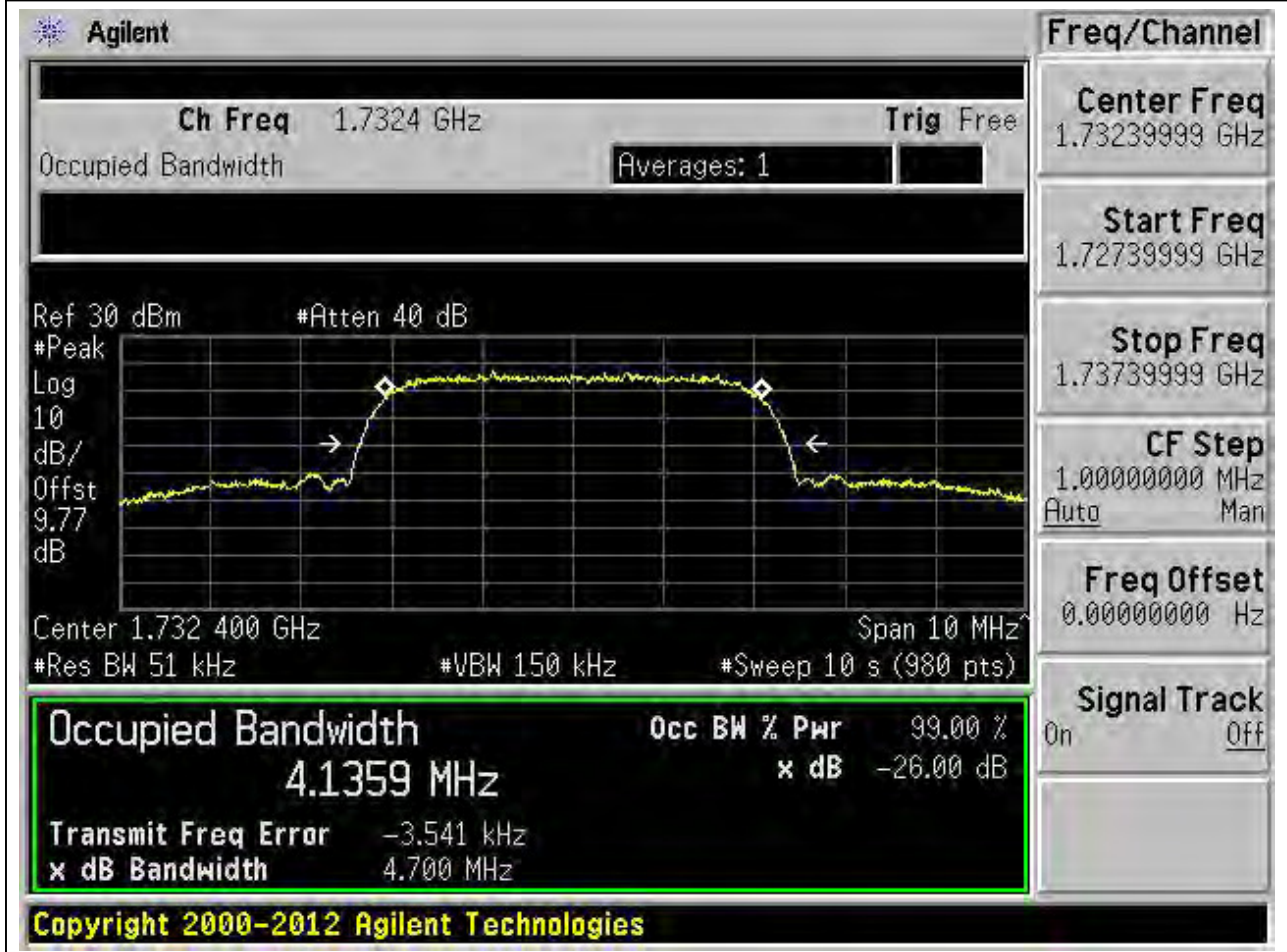 Agilent
Freq/Channel
Ch Freq 1.7324 GHz Trig Free
Occupied Bandwidth Averages: 1
Center Freq
1.73239999 GHz
Start Freq
1.72739999 GHz
Stop Freq
1.73739999 GHz
CF Step
1.00000000 MHz
Auto Man
Freq Offset
0.00000000 Hz
Signal Track
On Off
Ref 30 dBm #Atten 40 dB
#Peak
Log
10
dB/
Offst
9.77
dB
Center 1.732 400 GHz Span 10 MHz^
#Res BW 51 kHz #VBW 150 kHz #Sweep 10 s (980 pts)
Occupied Bandwidth Occ BW % Pwr 99.00 %
4.1359 MHz x dB -26.00 dB
Transmit Freq Error -3.541 kHz
x dB Bandwidth 4.700 MHz
Copyright 2000-2012 Agilent Technologies